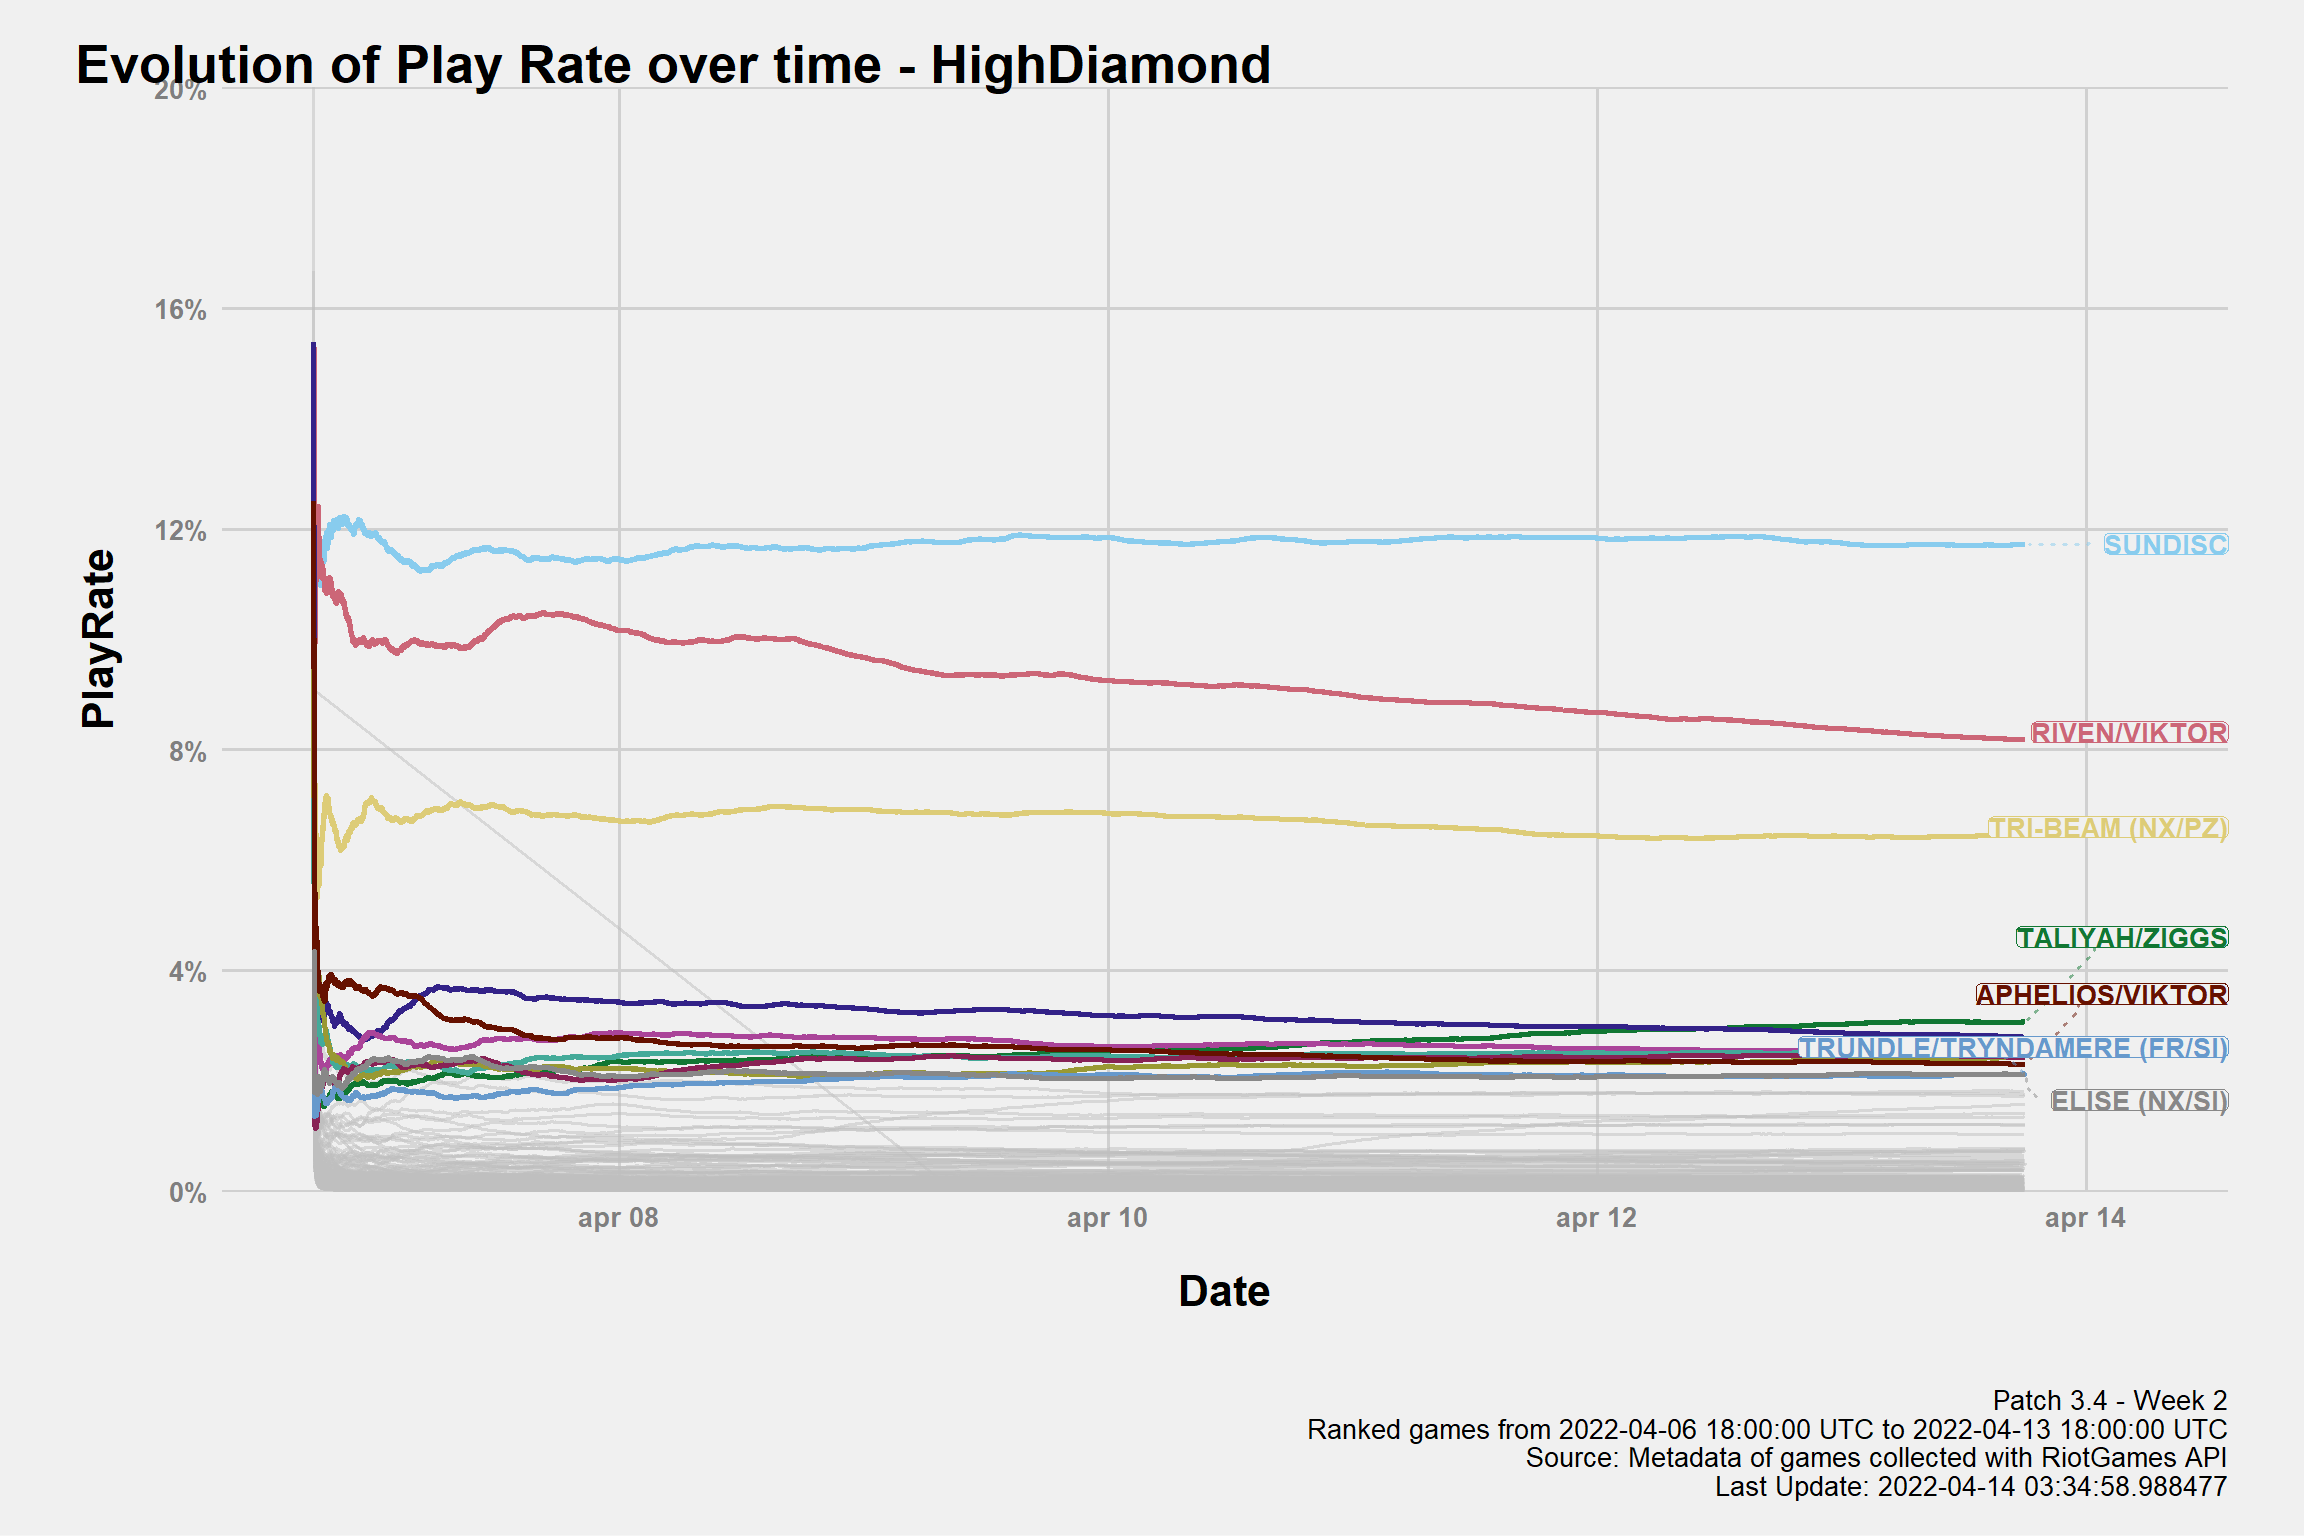 Evolution of Play Rate over time - HighDiamond
20%
16%
12%
8%
4%
0%
PlayRate
SUNDISC
RIVEN/VIKTOR
TRI-BEAM (NX/PZ)
TALIYAH/ZIGGS
APHELIOS/VIKTOR
TRUNDLE/TRYNDAMERE (FR/SI)
ELISE (NX/SI)
apr 08
apr 10
apr 12
apr 14
Date
Patch 3.4 - Week 2
Ranked games from 2022-04-06 18:00:00 UTC to 2022-04-13 18:00:00 UTC
Source: Metadata of games collected with RiotGames API
Last Update: 2022-04-14 03:34:58.988477